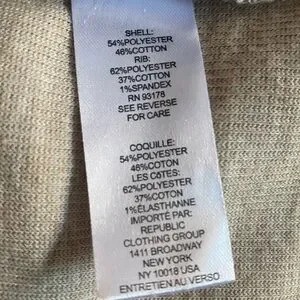 SHELL:
54%POLYESTER
46%COTTON
RIB:
62%POLYESTER
37%COTTON
1%SPANDEX
RN 93178
SEE REVERSE
FOR CARE
COQUILLE:
54%POLYESTER
46%COTON
LES CÔTES:
62%POLYESTER
37%COTON
1%ÉLASTHANNE
IMPORTÉ PAR:
REPUBLIC
CLOTHING GROUP
1411 BROADWAY
NEW YORK
NY 10018 USA
ENTRETIEN AU VERSO